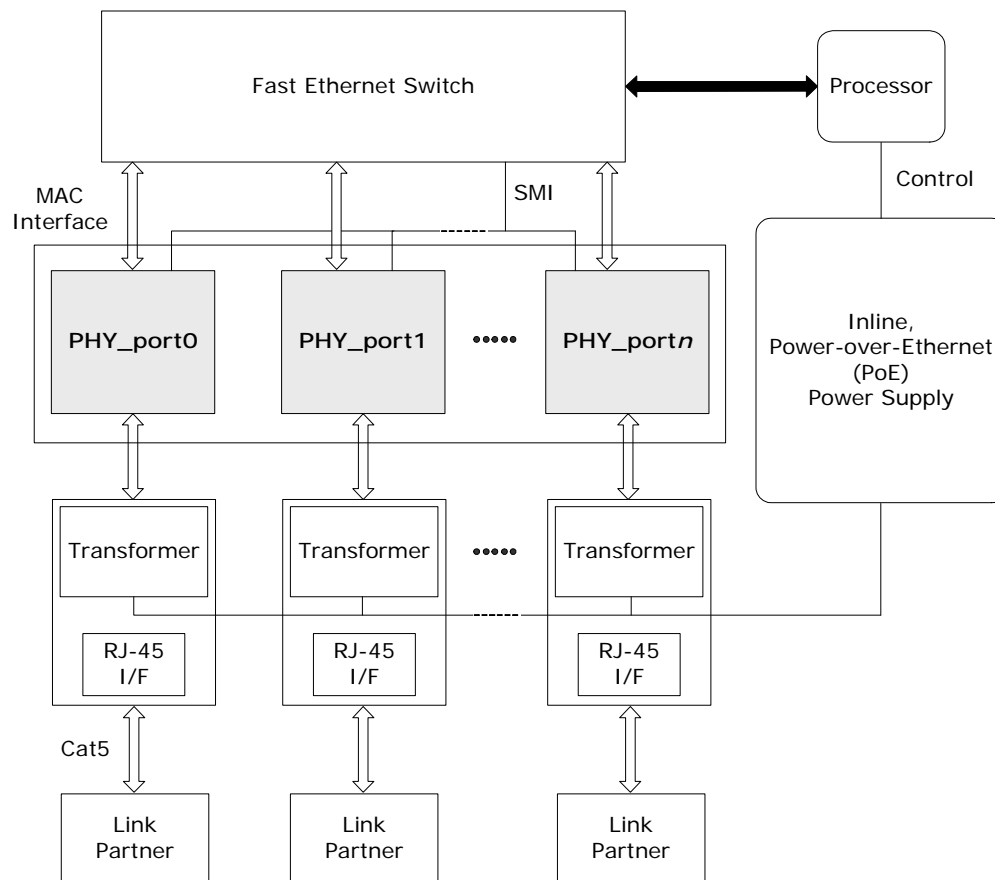 Fast Ethernet Switch
Processor
MAC
Interface
SMI
Control
PHY_port0
PHY_port1
PHY_portn
Inline,
Power-over-Ethernet
(PoE)
Power Supply
Transformer
Transformer
Transformer
RJ-45
I/F
RJ-45
I/F
RJ-45
I/F
Cat5
Link
Partner
Link
Partner
Link
Partner